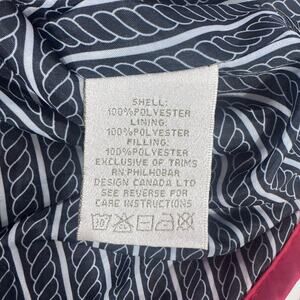 SHELL:
100%POLYESTER
LINING:
100%POLYESTER
FILLING:
100%POLYESTER
EXCLUSIVE OF TRIMS
RN:PHILHOBAR
DESIGN CANADA LTD
SEE REVERSE FOR
CARE INSTRUCTIONS
30